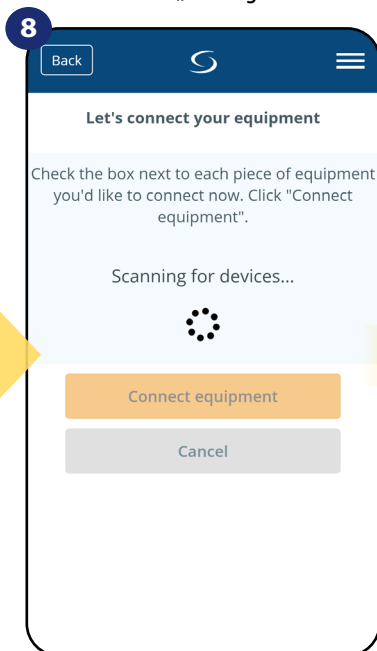 8
Back
Let's connect your equipment
Check the box next to each piece of equipment
you'd like to connect now. Click "Connect
equipment".
Scanning for devices...
Connect equipment
Cancel